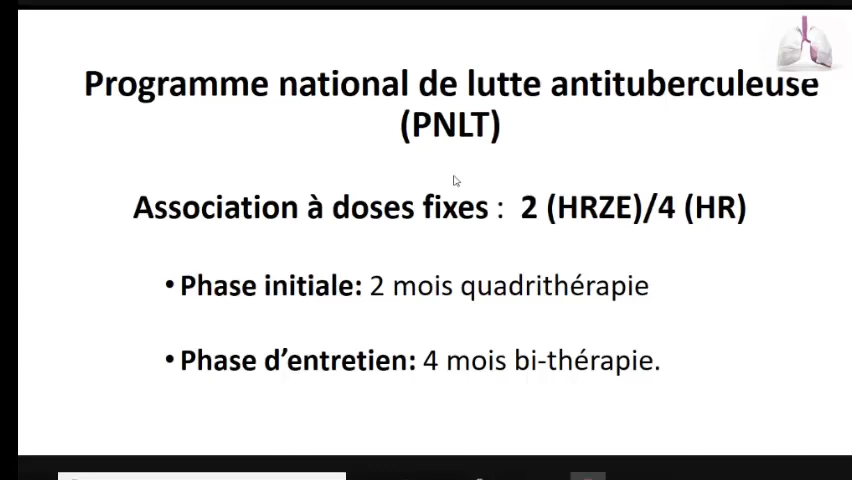 Programme national de lutte antituberculeuse
(PNLT)
Association à doses fixes : 2 (HRZE)/4 (HR)
• Phase initiale: 2 mois quadrithérapie
• Phase d’entretien: 4 mois bi-thérapie.